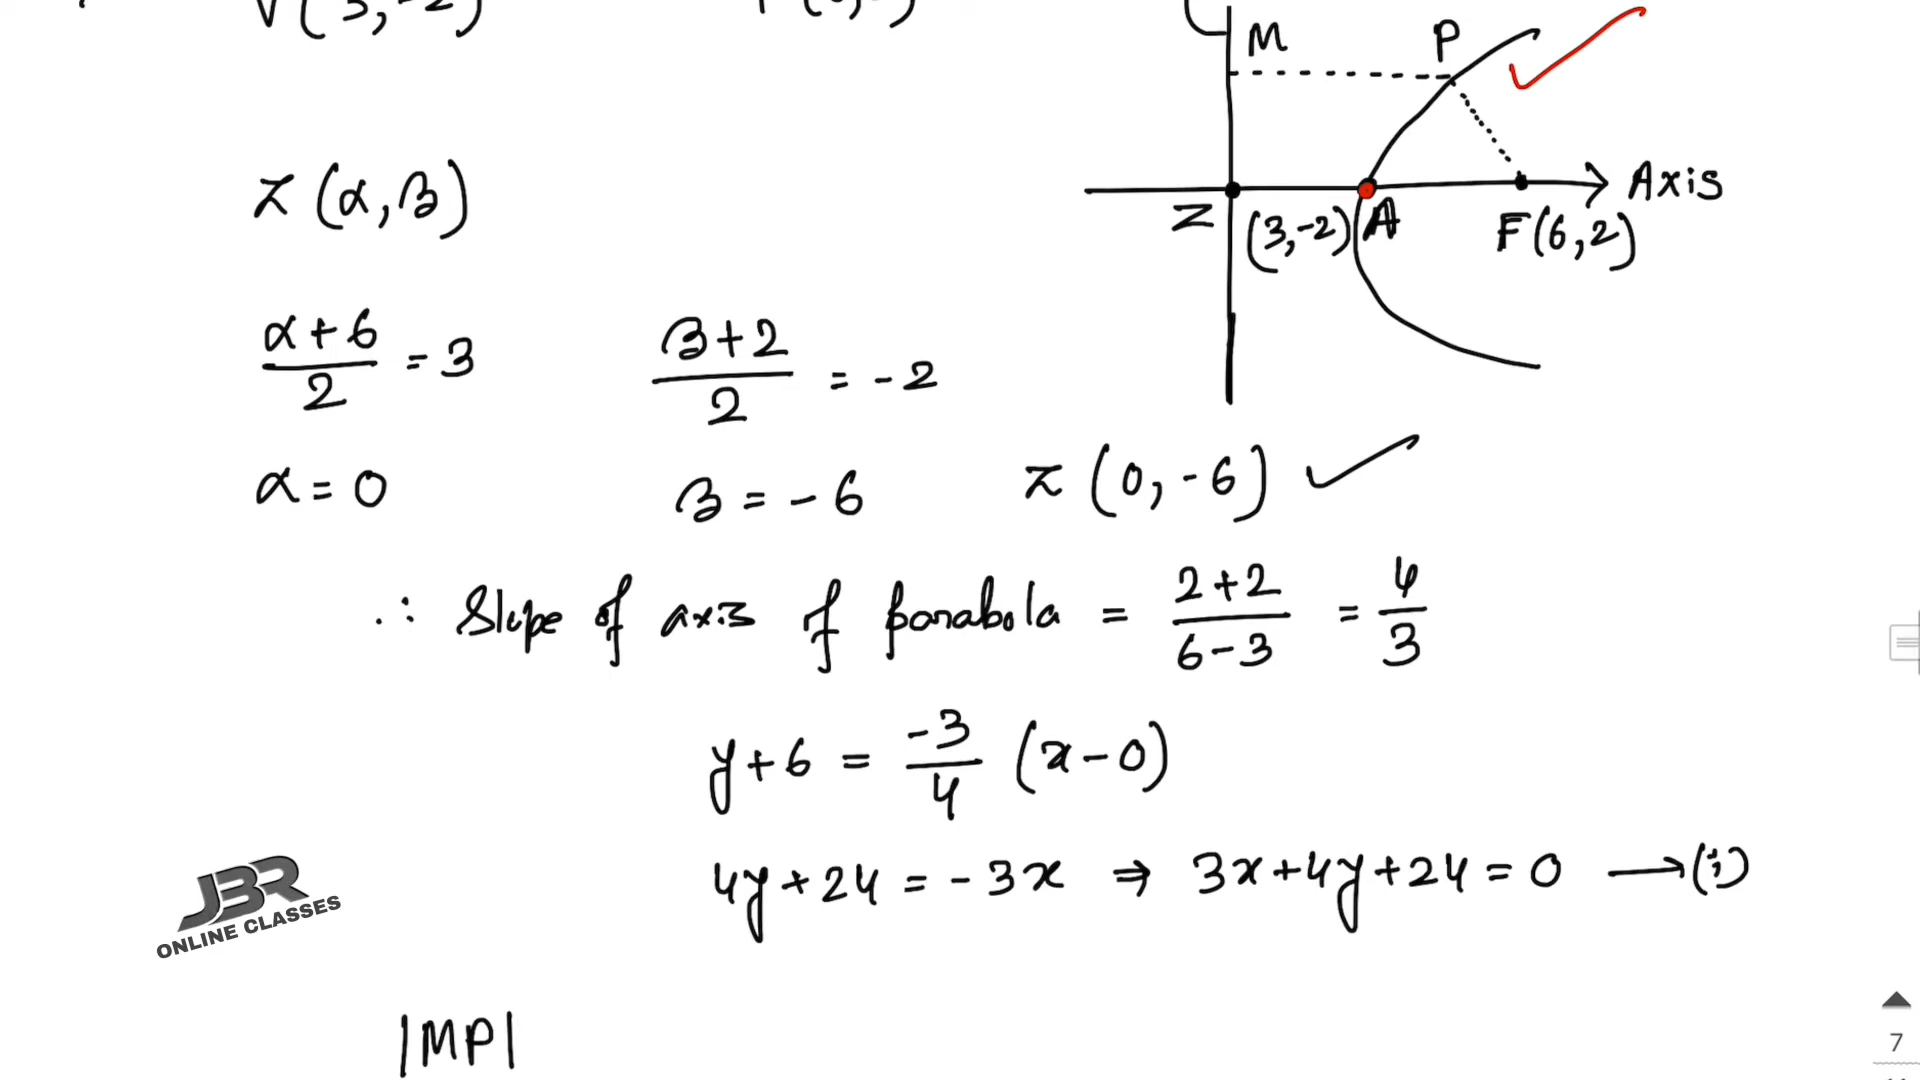 V(3,-2)
M
P
Z (α,β)
Axis
Z
(3,-2)
A
F(6,2)
(α+6)/2 = 3
(β+2)/2 = -2
α = 0
β = -6
Z (0,-6) ✓
∴ Slope of axis of parabola = (2+2)/(6-3) = 4/3
y+6 = -3/4 (x-0)
4y+24 = -3x ⇒ 3x+4y+24 = 0 ⟶(i)
JBR
ONLINE CLASSES
|MP|
7